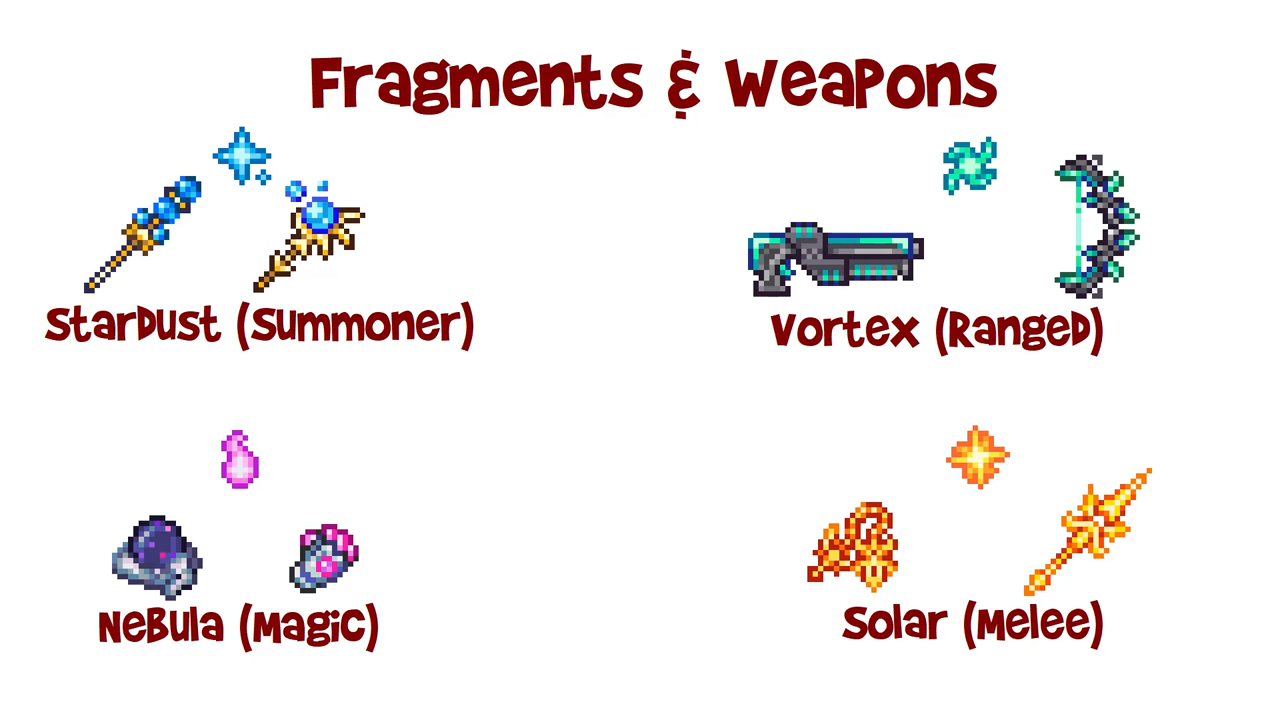 Fragments & Weapons
Stardust (Summoner)
Vortex (Ranged)
Nebula (Magic)
Solar (Melee)